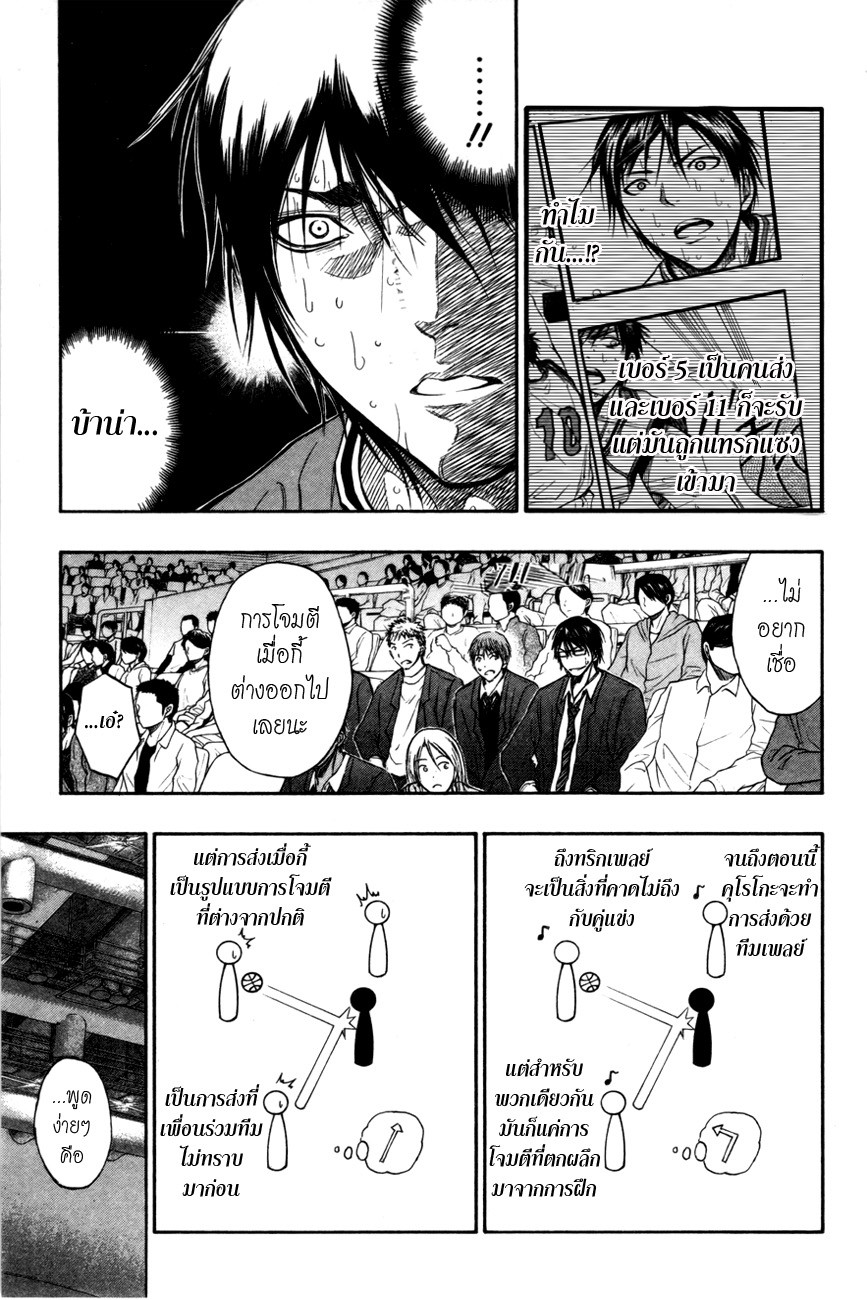 ทำไม
กัน...!?
เบอร์ 5 เป็นคนส่ง
และเบอร์ 11 ก็จะรับ
แต่มันถูกแทรกแซง
เข้ามา
10
.......!!
บ้าน่า...
...ไม่
อยาก
เชื่อ
การโจมตี
เมื่อกี้
ต่างออกไป
เลยนะ
...เอ๋?
จนถึงตอนนี้
คุโรโกะจะทำ
การส่งด้วย
ทีมเพลย์
ถึงทริกเพลย์
จะเป็นสิ่งที่คาดไม่ถึง
กับคู่แข่ง
แต่สำหรับ
พวกเดียวกัน
มันก็แค่การ
โจมตีที่ตกผลึก
มาจากการฝึก
แต่การส่งเมื่อกี้
เป็นรูปแบบการโจมตี
ที่ต่างจากปกติ
เป็นการส่งที่
เพื่อนร่วมทีม
ไม่ทราบ
มาก่อน
...พูด
ง่ายๆ
คือ